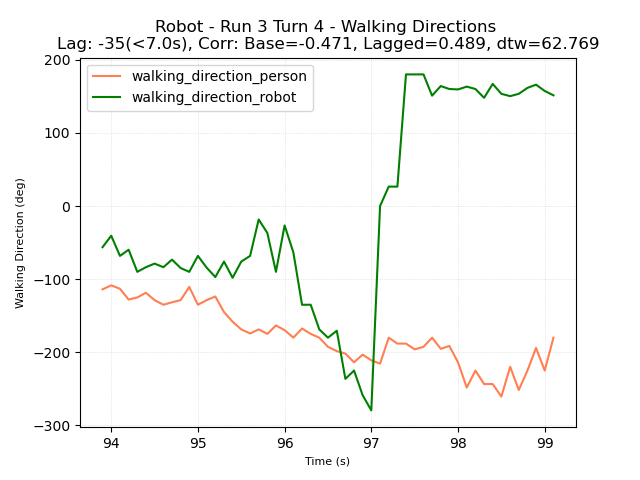 Robot - Run 3 Turn 4 - Walking Directions
Lag: -35(<7.0s), Corr: Base=-0.471, Lagged=0.489, dtw=62.769
walking_direction_person
walking_direction_robot
Walking Direction (deg)
200
100
0
−100
−200
−300
94 95 96 97 98 99
Time (s)